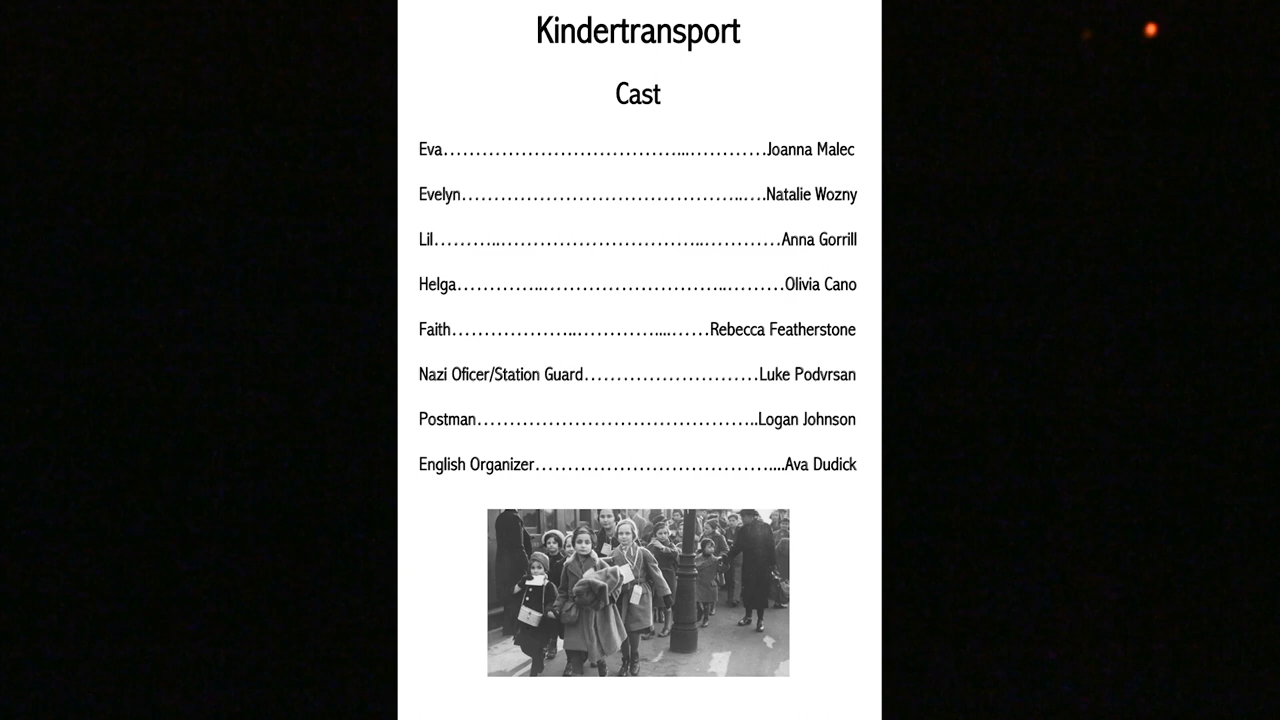 Kindertransport
Cast
Eva……………………………...…………Joanna Malec
Evelyn……………………………..….Natalie Wozny
Lil……...……………………..…………Anna Gorrill
Helga…………..……………………..………Olivia Cano
Faith………………..…………....……Rebecca Featherstone
Nazi Oficer/Station Guard………………………Luke Podvrsan
Postman………………………………..Logan Johnson
English Organizer……………………………....Ava Dudick